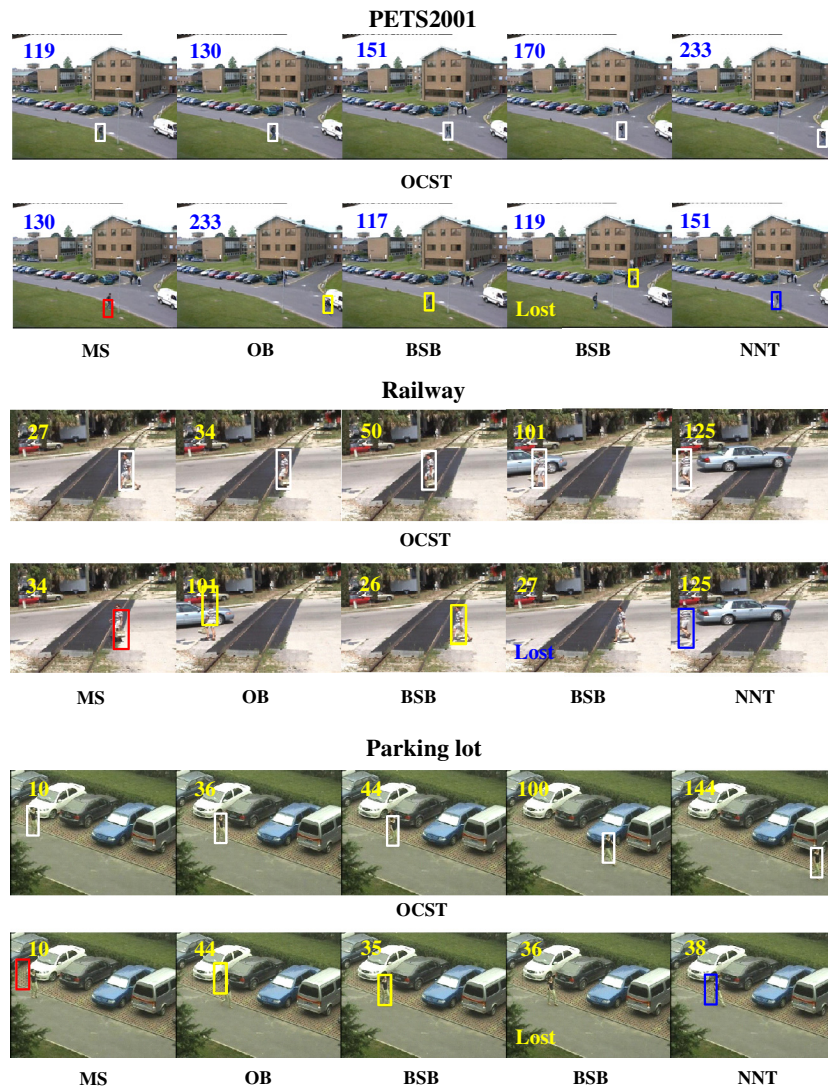 PETS2001
119 130 151 170 233
OCST
130 233 117 119 151
Lost
MS OB BSB BSB NNT
Railway
27 34 50 101 125
OCST
34 101 26 27 125
Lost
MS OB BSB BSB NNT
Parking lot
10 36 44 100 144
OCST
10 44 35 36 38
Lost
MS OB BSB BSB NNT